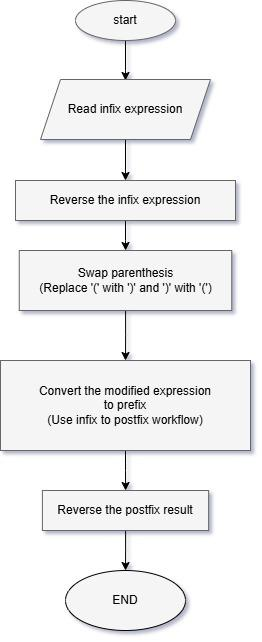 start
Read infix expression
Reverse the infix expression
Swap parenthesis
(Replace '(' with ')' and ')' with '(')
Convert the modified expression
to prefix
(Use infix to postfix workflow)
Reverse the postfix result
END